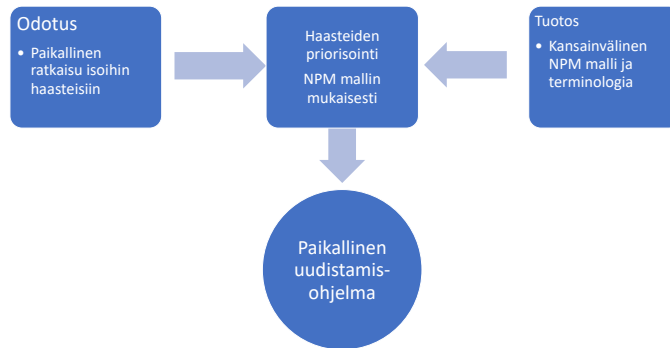 Odotus
• Paikallinen
ratkaisu isoihin
haasteisiin
Haasteiden
priorisointi
NPM mallin
mukaisesti
Tuotos
• Kansainvälinen
NPM malli ja
terminologia
Paikallinen
uudistamis-
ohjelma